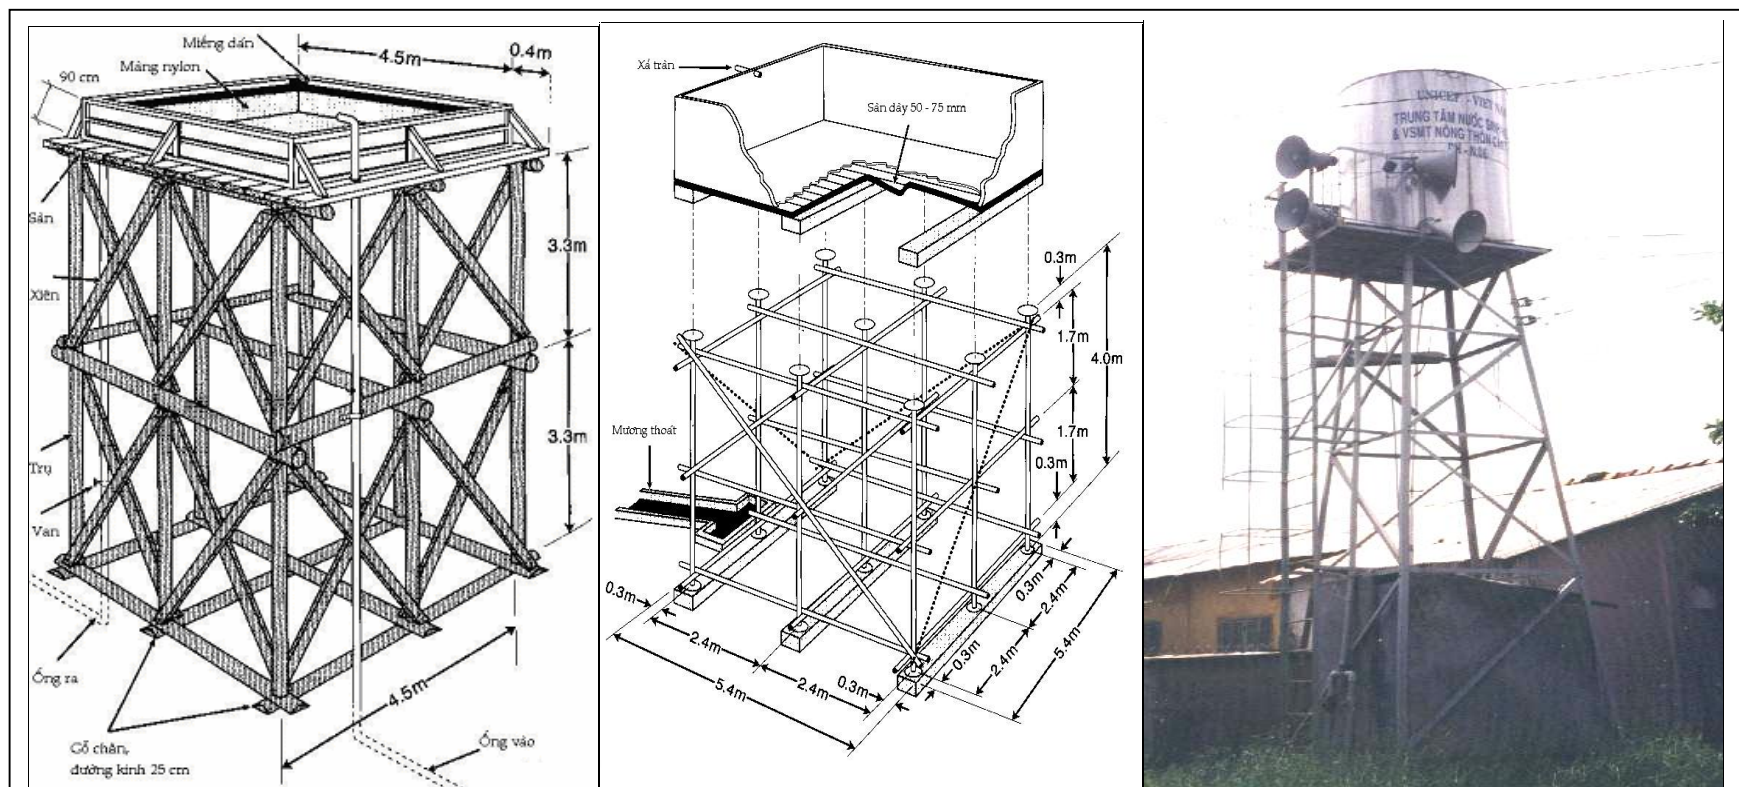 Miếng dán
Màng nylon
90 cm
4.5m
0.4m
Sàn
3.3m
Xiên
3.3m
Trụ
Van
Ống ra
4.5m
Gỗ chân,
đường kính 25 cm
Ống vào
Xả tràn
Sàn dày 50 - 75 mm
0.3m
1.7m
4.0m
1.7m
0.3m
Mương thoát
0.3m
2.4m
5.4m
2.4m
0.3m
0.3m
2.4m
5.4m
2.4m
0.3m
UNICEF - VIET NAM
TRUNG TÂM NƯỚC
& VSMT NÔNG THÔN